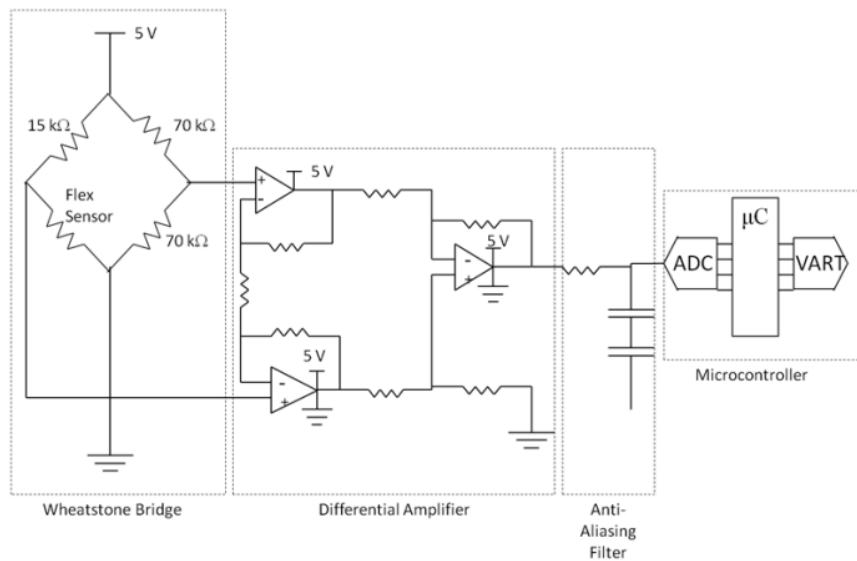 5 V
15 kΩ
70 kΩ
Flex
Sensor
70 kΩ
Wheatstone Bridge
+
-
5 V
-
+
5 V
-
+
5 V
Differential Amplifier
Anti-
Aliasing
Filter
ADC
μC
VART
Microcontroller